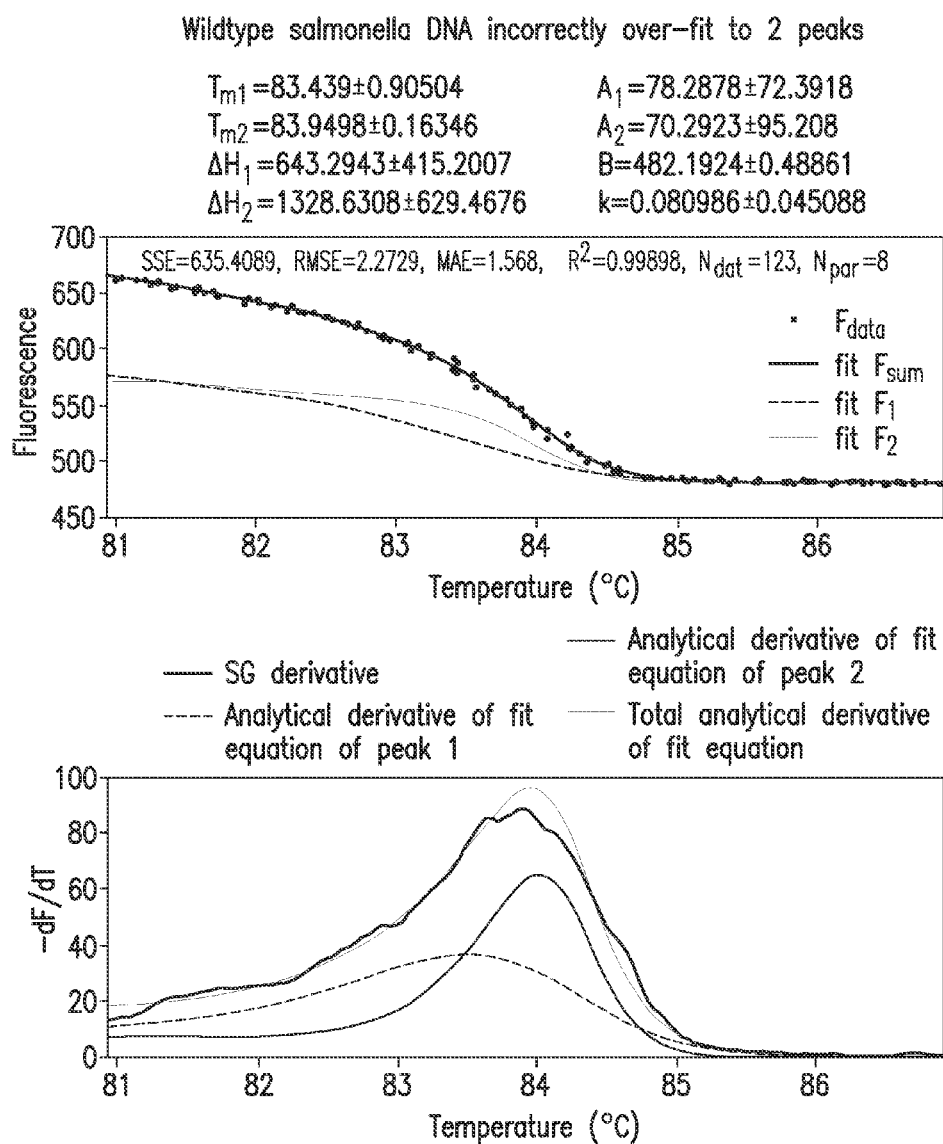 Wildtype salmonella DNA incorrectly over-fit to 2 peaks
Tm1=83.439±0.90504
A1=78.2878±72.3918
Tm2=83.9498±0.16346
A2=70.2923±95.208
ΔH1=643.2943±415.2007
B=482.1924±0.48861
ΔH2=1328.6308±629.4676
k=0.080986±0.045088
SSE=635.4089, RMSE=2.2729, MAE=1.568, R²=0.99898, Ndat=123, Npar=8
700
650
600
550
500
450
Fluorescence
Fdata
fit Fsum
fit F1
fit F2
81 82 83 84 85 86
Temperature (°C)
SG derivative
Analytical derivative of fit
equation of peak 1
Analytical derivative of fit
equation of peak 2
Total analytical derivative
of fit equation
100
80
60
40
20
0
-dF/dT
81 82 83 84 85 86
Temperature (°C)